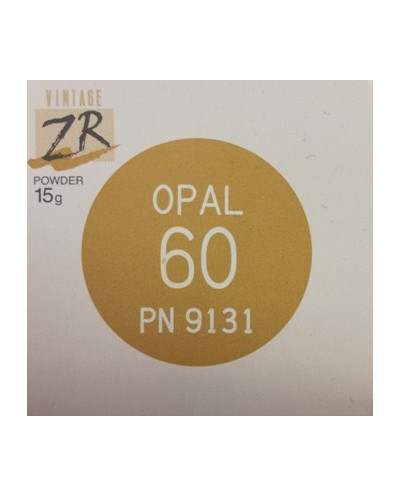 VINTAGE
ZR
POWDER
15g
OPAL
60
PN 9131